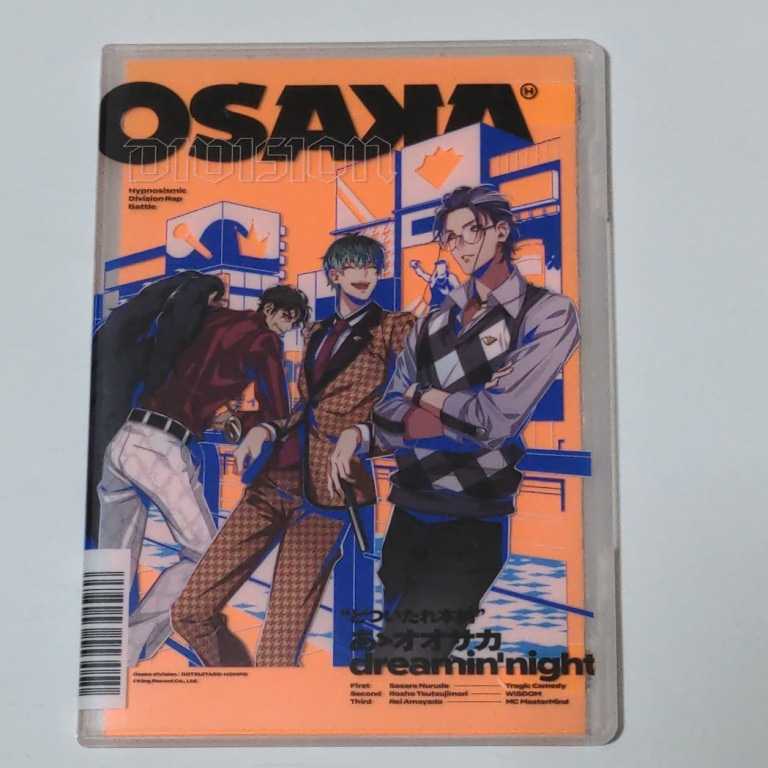 OSAKA
DIVISION
Hypnosismic
Division Rap
Battle
"どついたれ本舗"
あゝオオサカ
dreamin'night
First: Sasara Nurude Tragic Comedy
Second: Rosho Tsutsujimori WISDOM
Third: Rei Amayado MC MasterMind
Osaka division / DOTSUITARE-HOMPO
©King Record Co., Ltd.